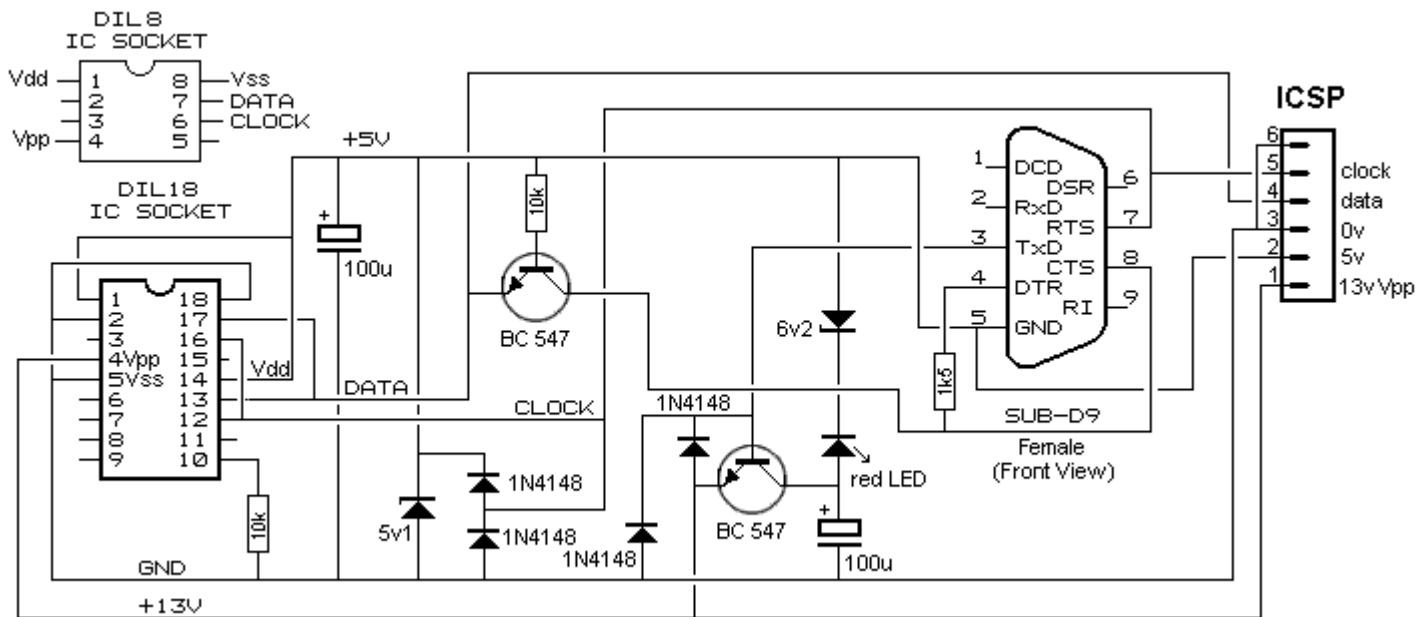 DIL8
IC SOCKET
Vdd 1 8 Vss
2 7 DATA
3 6 CLOCK
Vpp 4 5
ICSP
6
5 clock
4 data
3 0v
2 5v
1 13v Vpp
+5V
DIL18
IC SOCKET
1 18
2 17
3 16
4Vpp 15
5Vss 14
6 13
7 12
8 11
9 10
Vdd
DATA
CLOCK
+
100u
10k
BC 547
1 DCD
DSR 6
2 RxD
RTS 7
3 TxD
CTS 8
4 DTR
RI 9
5 GND
SUB-D9
Female
(Front View)
1k5
6v2
red LED
1N4148
BC 547
+
100u
1N4148
1N4148
1N4148
5v1
10k
GND
+13V